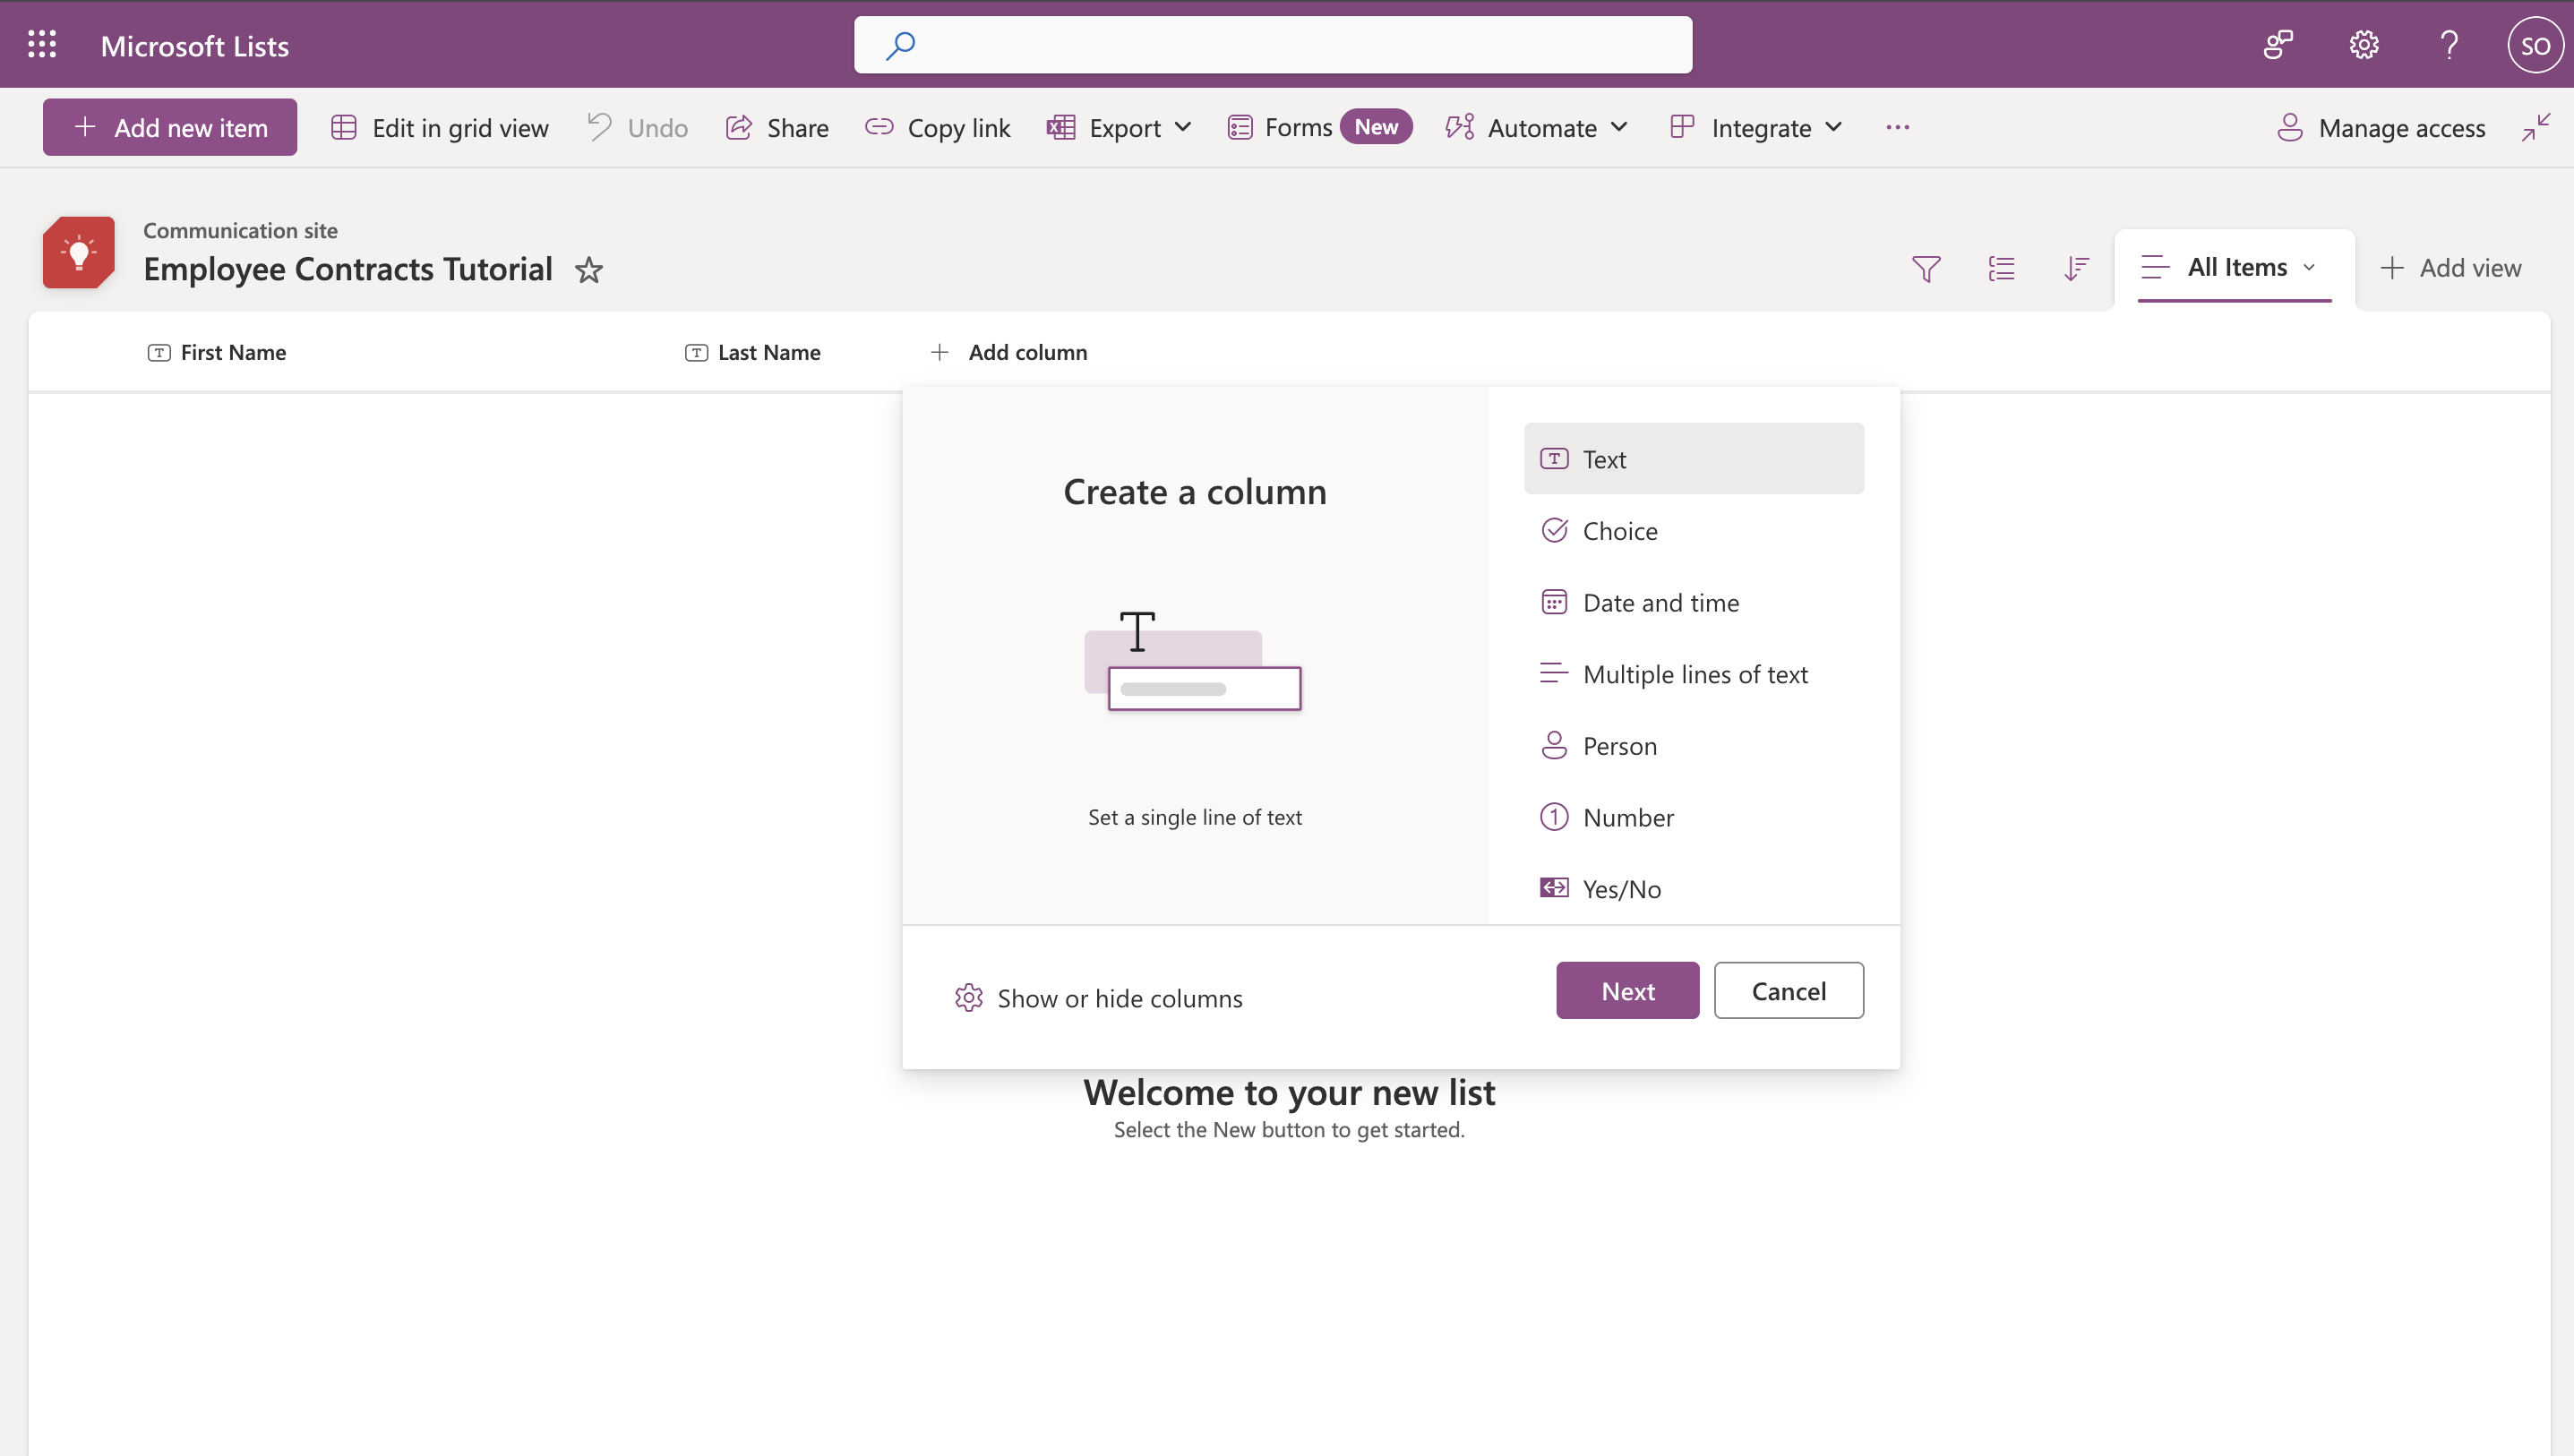 Microsoft Lists
SO
Add new item
Edit in grid view
Undo
Share
Copy link
Export
Forms New
Automate
Integrate
Manage access
Communication site
Employee Contracts Tutorial
All Items
Add view
First Name
Last Name
Add column
Create a column
Set a single line of text
Text
Choice
Date and time
Multiple lines of text
Person
Number
Yes/No
Show or hide columns
Next
Cancel
Welcome to your new list
Select the New button to get started.